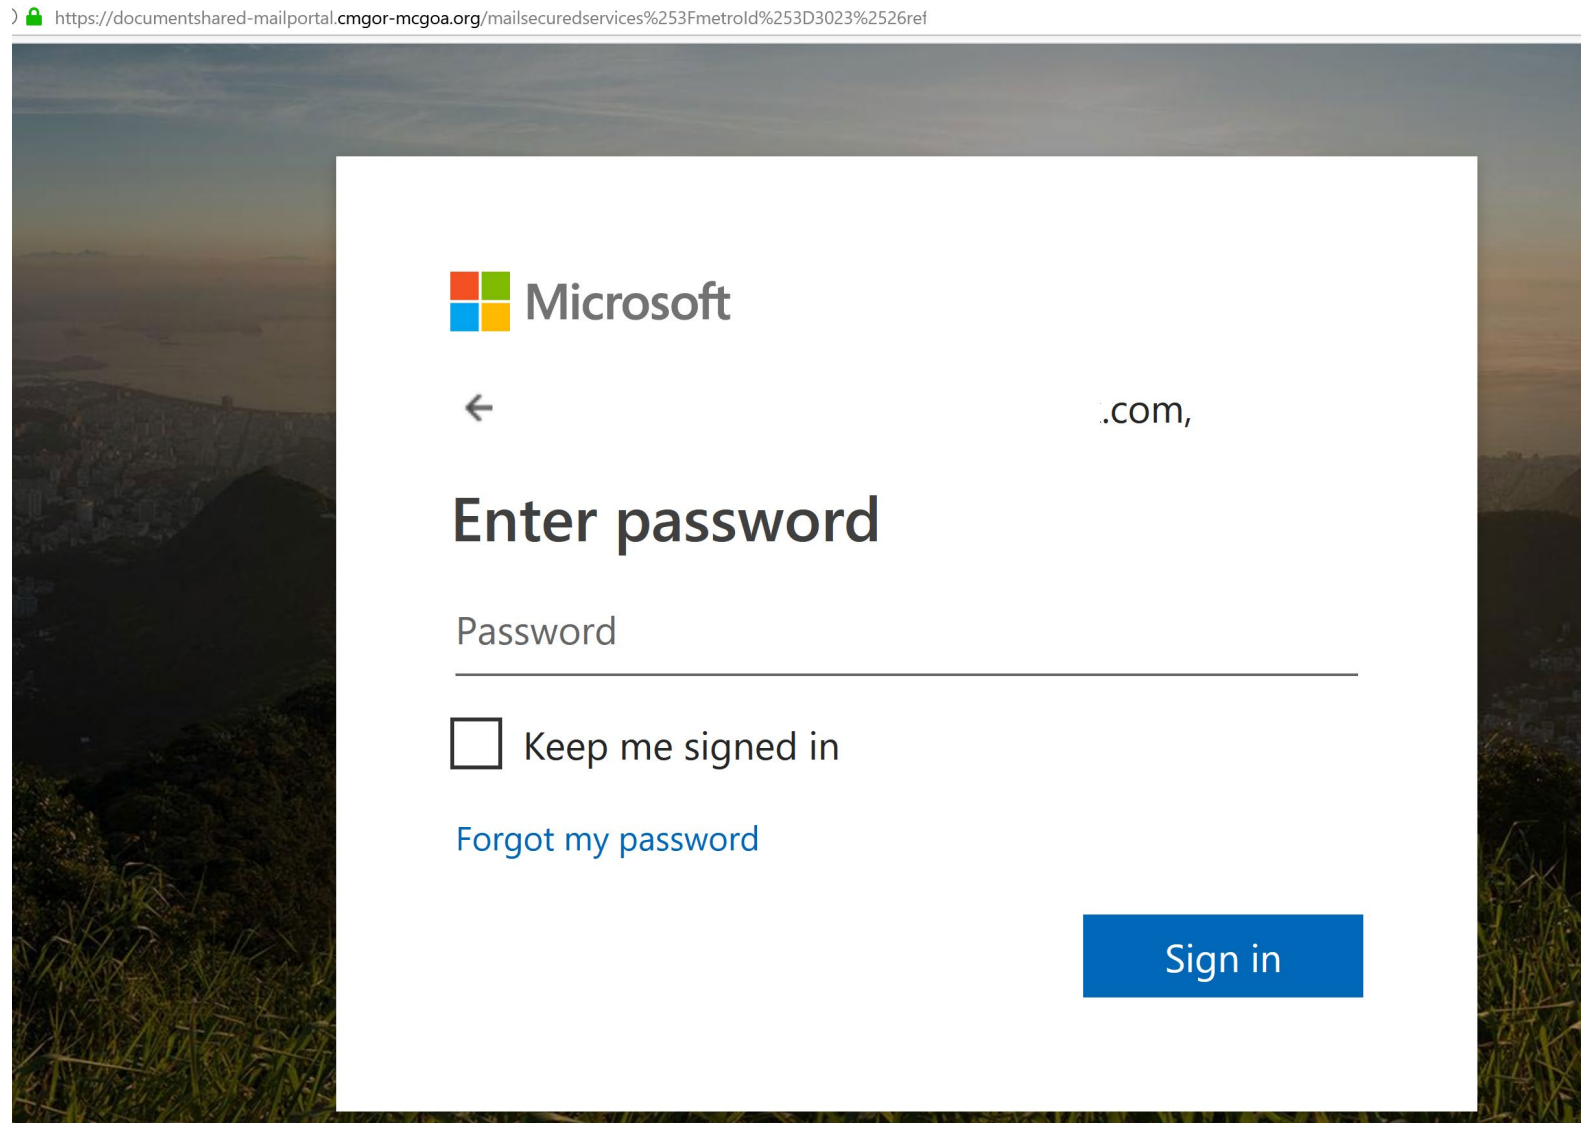 https://documentshared-mailportal.cmgor-mcgoa.org/mailsecuredservices%253FmetroId%253D3023%2526ref
Microsoft
.com,
Enter password
Password
Keep me signed in
Forgot my password
Sign in